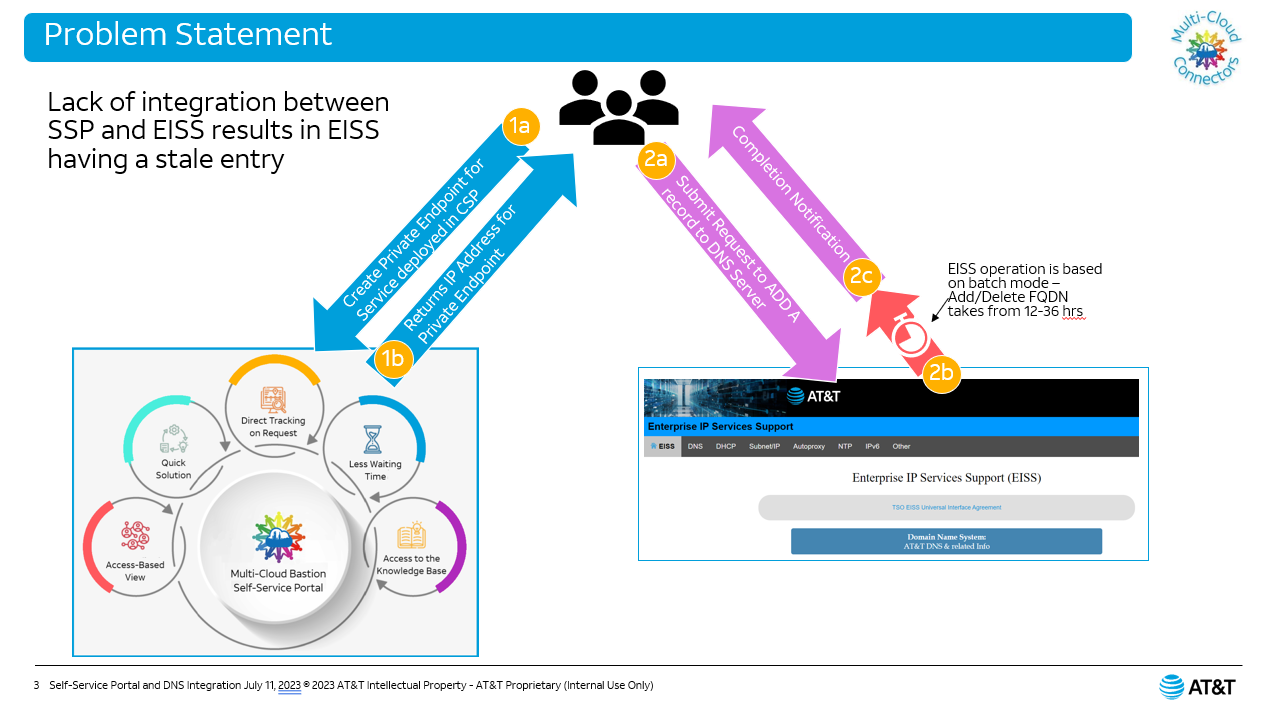 Problem Statement
Multi-Cloud
Connectors
Lack of integration between
SSP and EISS results in EISS
having a stale entry
1a
Create Private Endpoint for
Service deployed in CSP
1b
Returns IP Address for
Private Endpoint
2a
Submit Request to ADD A
record to DNS Server
Completion Notification
2c
2b
EISS operation is based
on batch mode –
Add/Delete FQDN
takes from 12-36 hrs
Direct Tracking
on Request
Quick
Solution
Less Waiting
Time
Access-Based
View
Access to the
Knowledge Base
Multi-Cloud Bastion
Self-Service Portal
AT&T
Enterprise IP Services Support
EISS DNS DHCP Subnet/IP Autoproxy NTP IPv6 Other
Enterprise IP Services Support (EISS)
TSO EISS Universal Interface Agreement
Domain Name System:
AT&T DNS & related Info
3 Self-Service Portal and DNS Integration July 11, 2023 © 2023 AT&T Intellectual Property - AT&T Proprietary (Internal Use Only)
AT&T